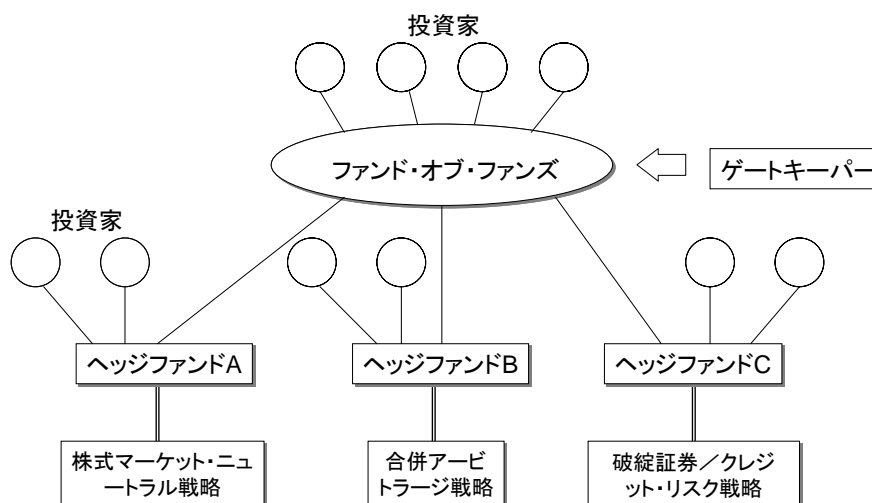 投資家
ファンド・オブ・ファンズ
ゲートキーパー
投資家
ヘッジファンドA
ヘッジファンドB
ヘッジファンドC
株式マーケット・ニュ
ートラル戦略
合併アービ
トラージ戦略
破綻証券／クレジ
ット・リスク戦略